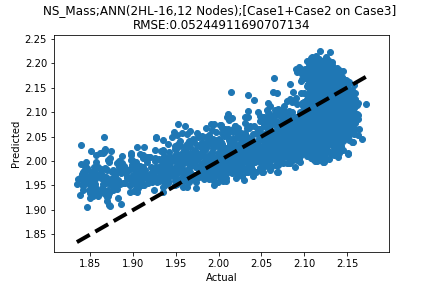 NS_Mass;ANN(2HL-16,12 Nodes);[Case1+Case2 on Case3]
RMSE:0.05244911690707134
2.25
2.20
2.15
2.10
2.05
2.00
1.95
1.90
1.85
Predicted
1.85 1.90 1.95 2.00 2.05 2.10 2.15
Actual